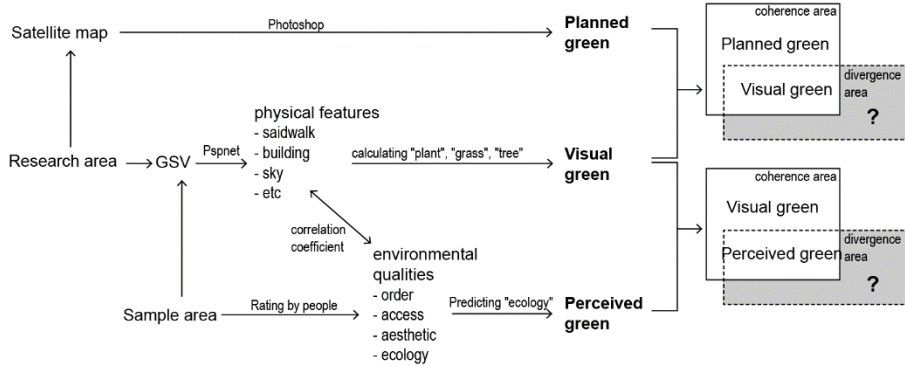 Satellite map
Photoshop
Planned
green
coherence area
Planned green
Visual green
divergence
area
?
physical features
- saidwalk
- building
- sky
- etc
Research area
GSV
Pspnet
calculating "plant", "grass", "tree"
Visual
green
coherence area
Visual green
Perceived green
divergence
area
?
correlation
coefficient
environmental
qualities
- order
- access
- aesthetic
- ecology
Sample area
Rating by people
Predicting "ecology"
Perceived
green